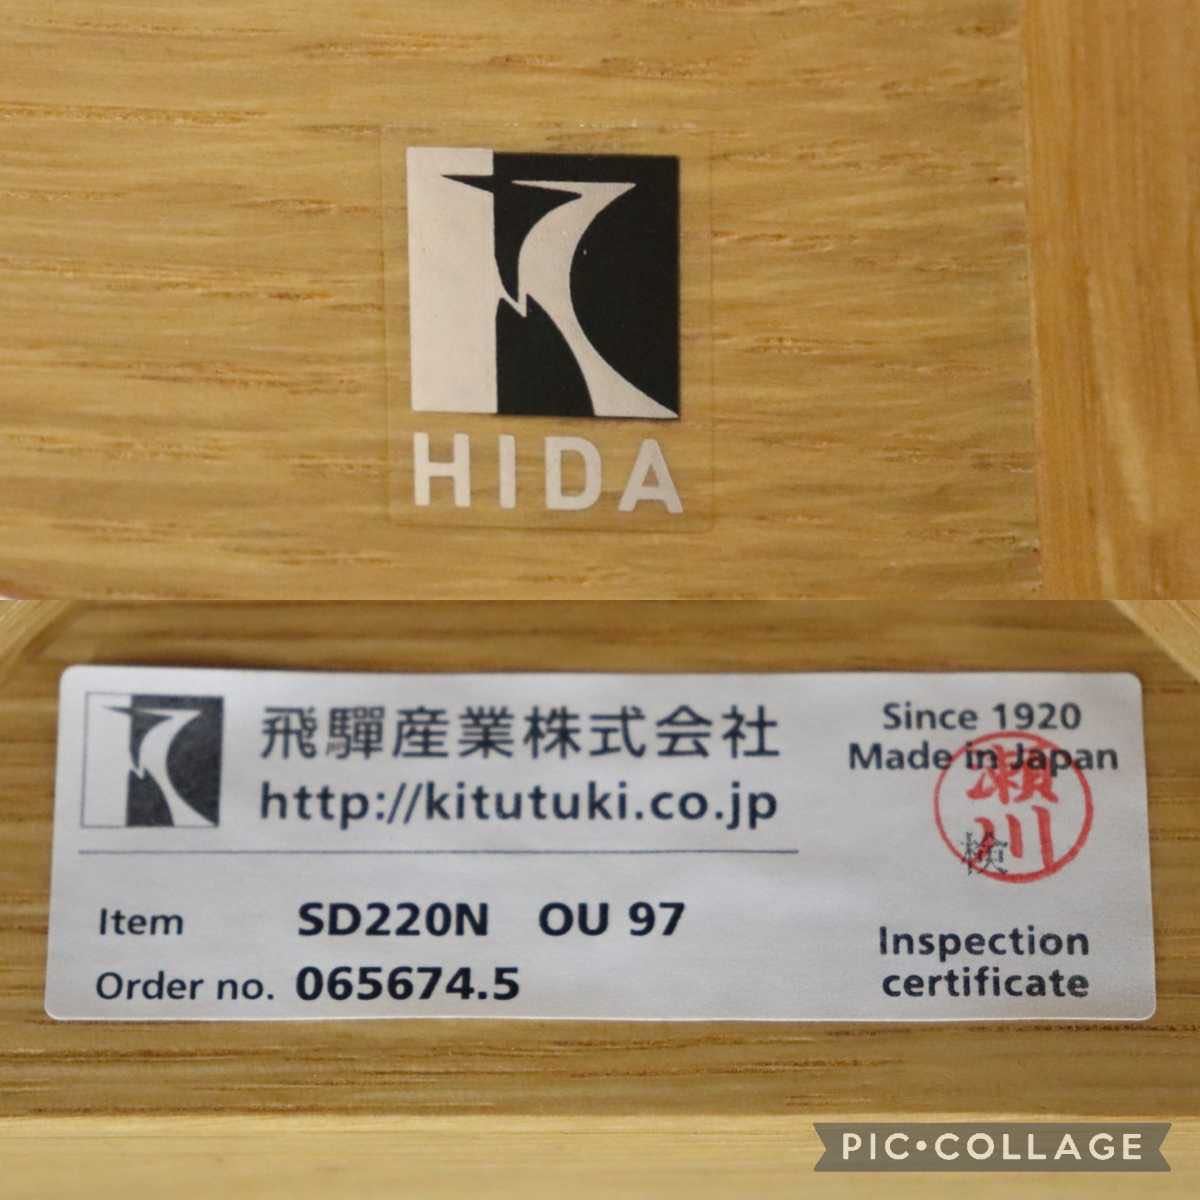 HIDA
飛驒産業株式会社
http://kitutuki.co.jp
Since 1920
Made in Japan
瀬川
検
Item SD220N OU 97
Order no. 065674.5
Inspection
certificate
PIC•COLLAGE